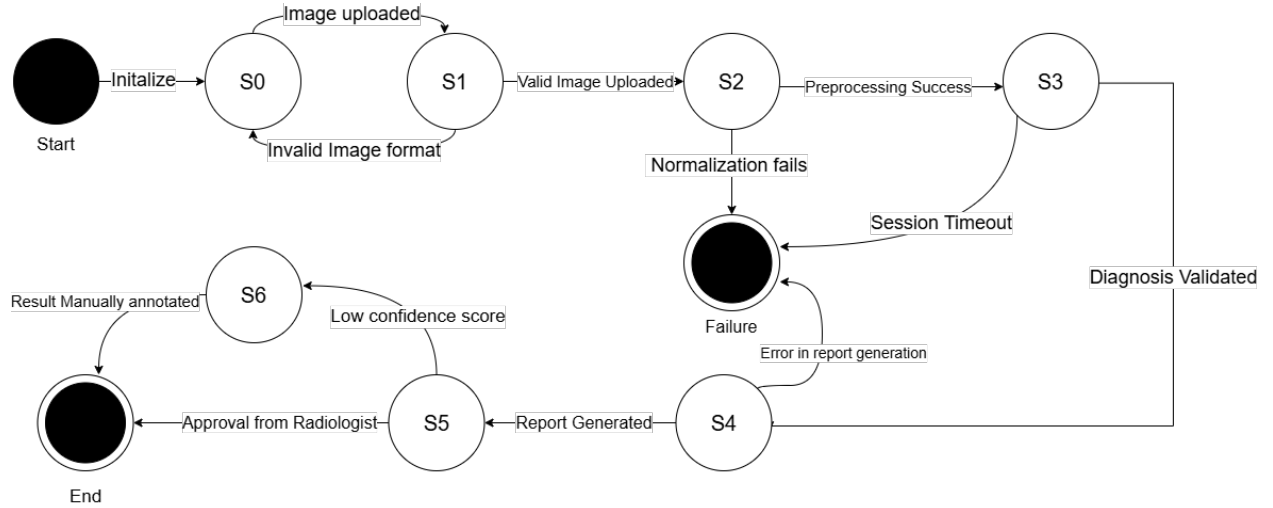 Image uploaded
Initalize
S0
S1
Valid Image Uploaded
S2
Preprocessing Success
S3
Start
Invalid Image format
Normalization fails
Session Timeout
Diagnosis Validated
Failure
S6
Result Manually annotated
Low confidence score
Error in report generation
Approval from Radiologist
S5
Report Generated
S4
End